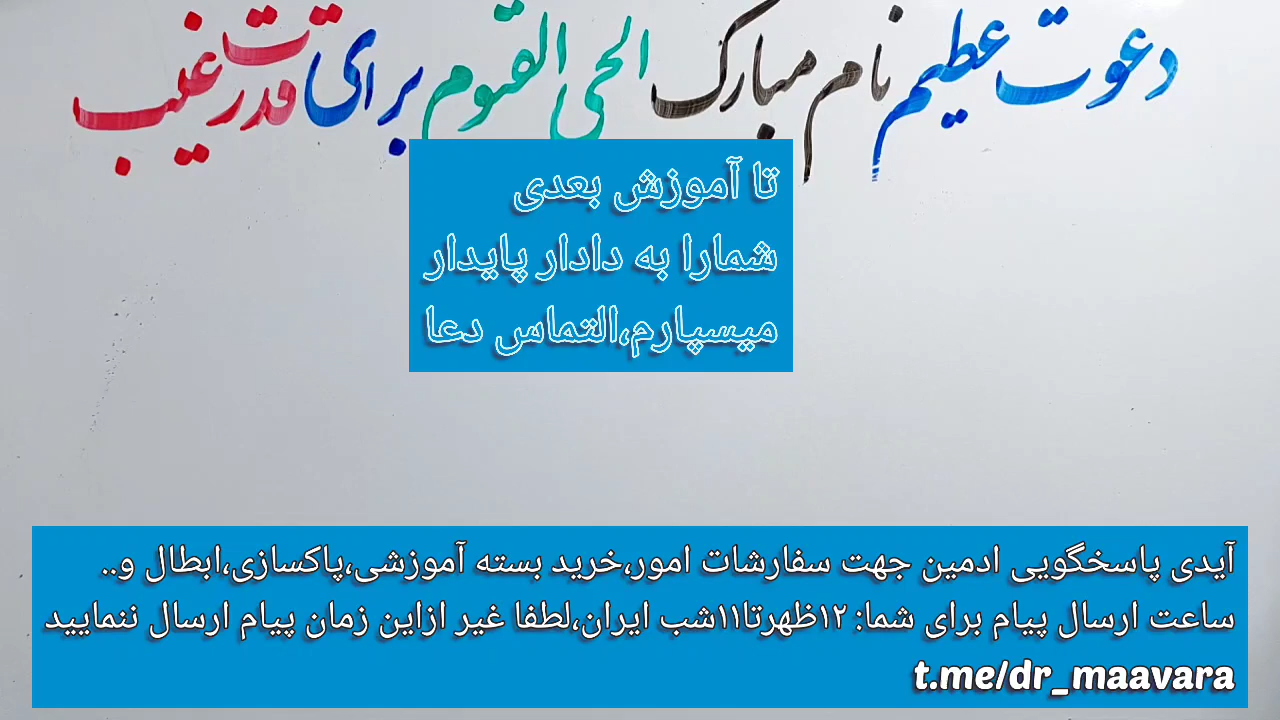 دعوت عظیم نام مبارک الحی القیوم برای قدرت غیب
تا آموزش بعدی
شمارا به دادار پایدار
میسپارم،التماس دعا
آیدی پاسخگویی ادمین جهت سفارشات امور،خرید بسته آموزشی،پاکسازی،ابطال و..
ساعت ارسال پیام برای شما: ۱۲ظهرتا۱۱شب ایران،لطفا غیر ازاین زمان پیام ارسال ننمایید
t.me/dr_maavara